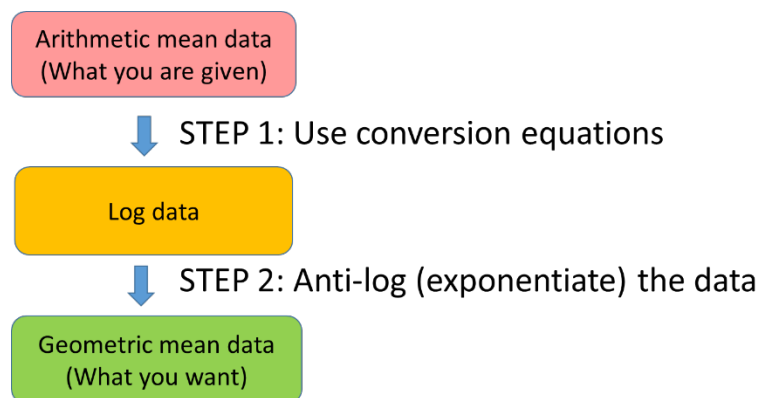 Arithmetic mean data
(What you are given)
STEP 1: Use conversion equations
Log data
STEP 2: Anti-log (exponentiate) the data
Geometric mean data
(What you want)